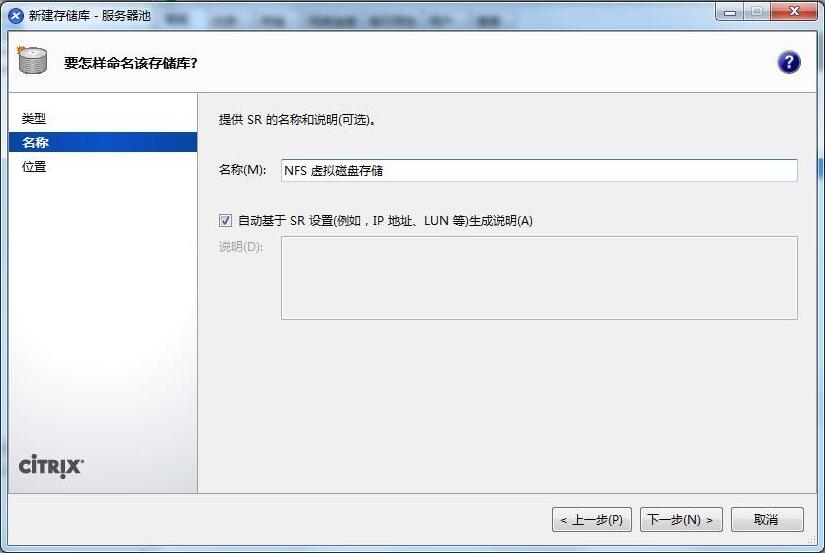 新建存储库 - 服务器池
要怎样命名该存储库?
?
类型
名称
位置
提供 SR 的名称和说明(可选)。
名称(M): NFS 虚拟磁盘存储
自动基于 SR 设置(例如，IP 地址、LUN 等)生成说明(A)
说明(D):
CITRIX
< 上一步(P) 下一步(N) > 取消